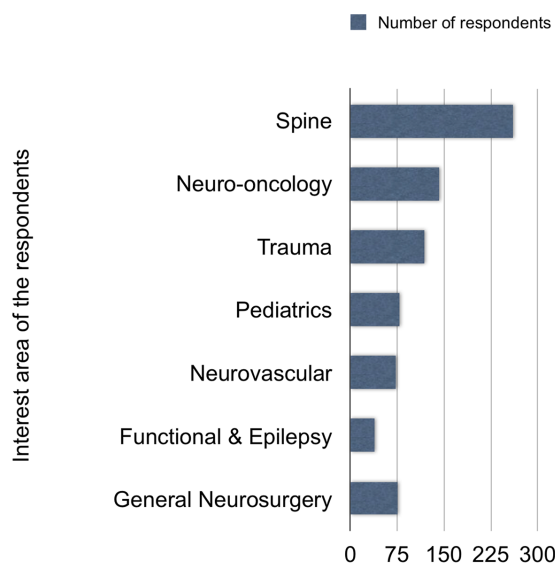 Number of respondents
Interest area of the respondents
Spine
Neuro-oncology
Trauma
Pediatrics
Neurovascular
Functional & Epilepsy
General Neurosurgery
0 75 150 225 300